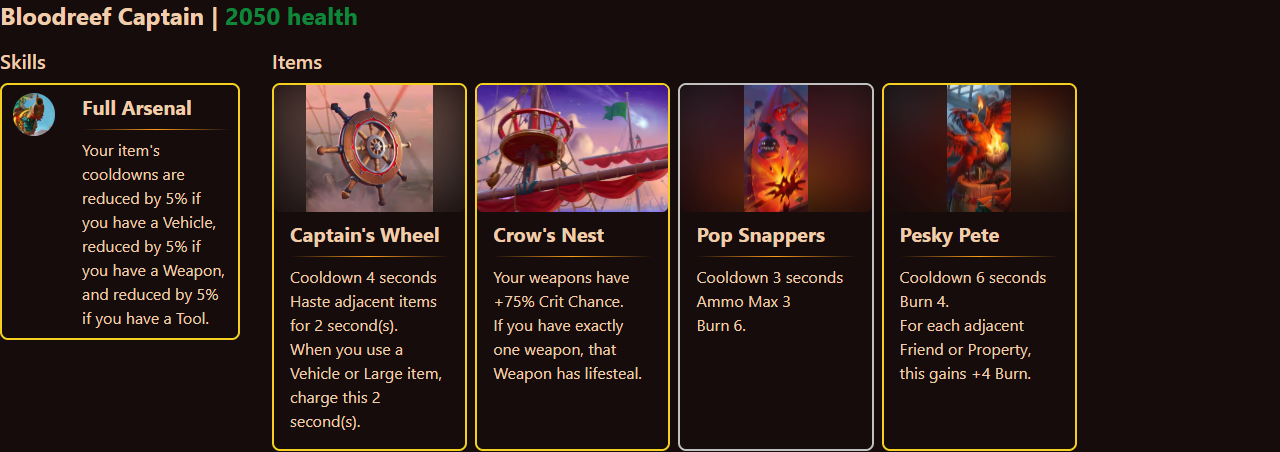 Bloodreef Captain | 2050 health
Skills
Full Arsenal
Your item's
cooldowns are
reduced by 5% if
you have a Vehicle,
reduced by 5% if
you have a Weapon,
and reduced by 5%
if you have a Tool.
Items
Captain's Wheel
Cooldown 4 seconds
Haste adjacent items
for 2 second(s).
When you use a
Vehicle or Large item,
charge this 2
second(s).
Crow's Nest
Your weapons have
+75% Crit Chance.
If you have exactly
one weapon, that
Weapon has lifesteal.
Pop Snappers
Cooldown 3 seconds
Ammo Max 3
Burn 6.
Pesky Pete
Cooldown 6 seconds
Burn 4.
For each adjacent
Friend or Property,
this gains +4 Burn.